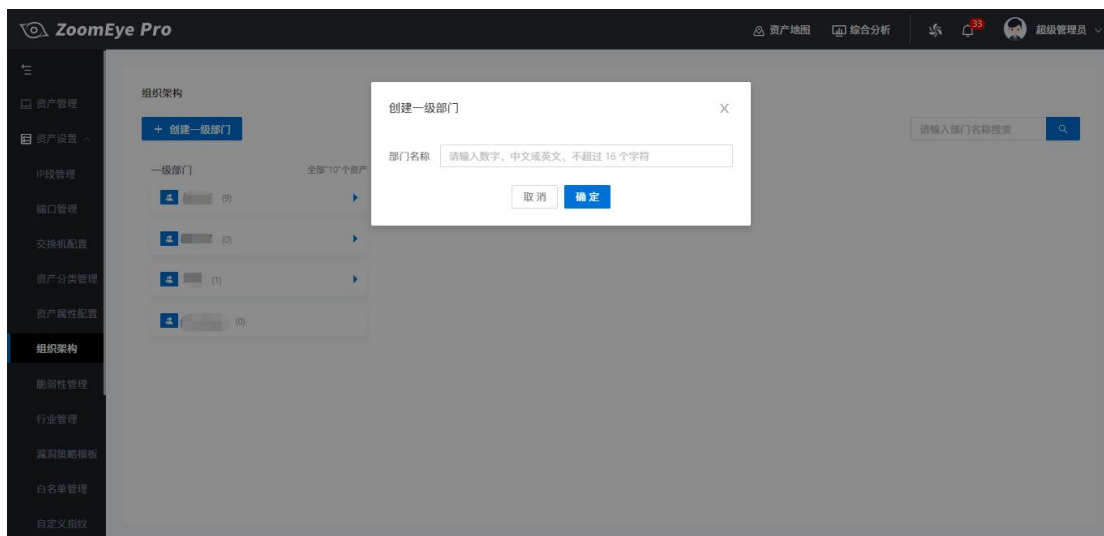 ZoomEye Pro
资产地图 综合分析 33 超级管理员
资产管理
资产设置
IP段管理
端口管理
交换机配置
资产分类管理
资产属性配置
组织架构
脆弱性管理
行业管理
漏洞策略模板
白名单管理
自定义指纹
组织架构
+ 创建一级部门
请输入部门名称搜索
一级部门 全部"10"个资产
(9)
(0)
(1)
(0)
创建一级部门
部门名称 请输入数字、中文或英文、不超过 16 个字符
取 消 确 定